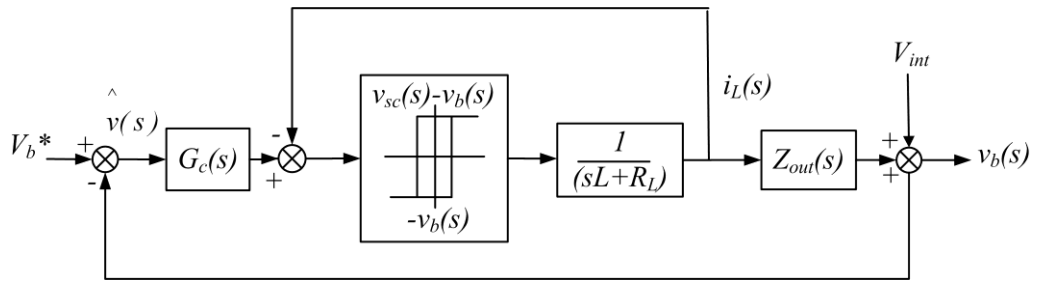 V_b*
+
-
^
v(s)
G_c(s)
-
+
v_sc(s)-v_b(s)
-v_b(s)
1
(sL+R_L)
i_L(s)
Z_out(s)
V_int
+
+
v_b(s)